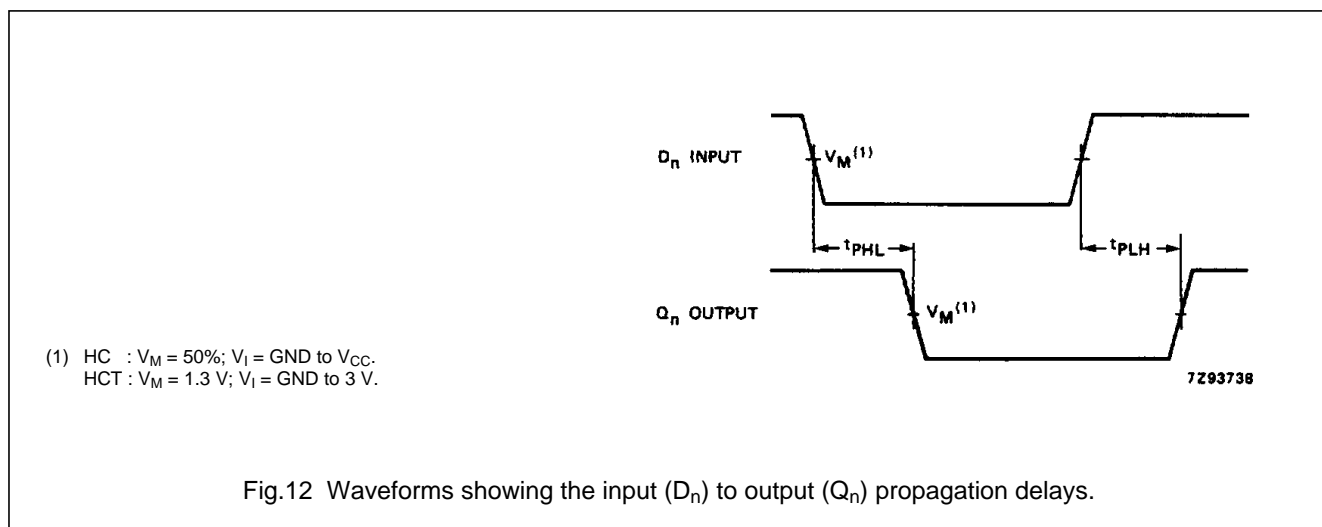 Dn INPUT
VM(1)
tPHL
tPLH
Qn OUTPUT
VM(1)
(1) HC : VM = 50%; VI = GND to VCC.
HCT : VM = 1.3 V; VI = GND to 3 V.
7Z93738
Fig.12 Waveforms showing the input (Dn) to output (Qn) propagation delays.